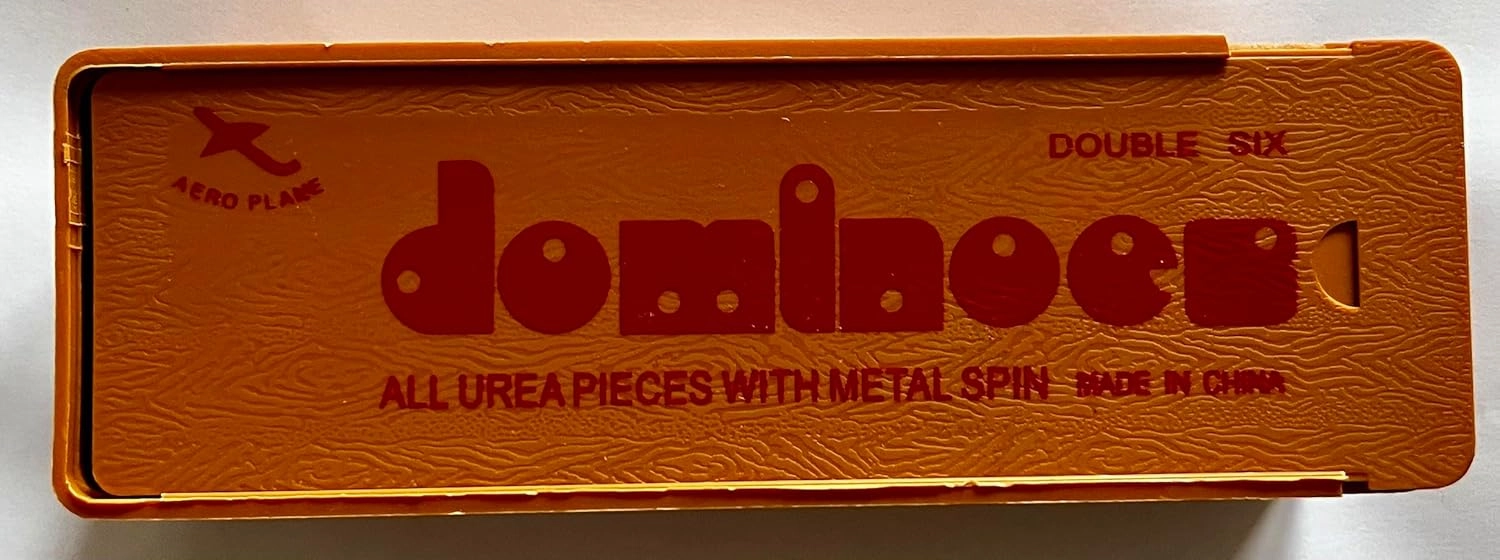 AERO PLANE
DOUBLE SIX
dominoes
ALL UREA PIECES WITH METAL SPIN MADE IN CHINA